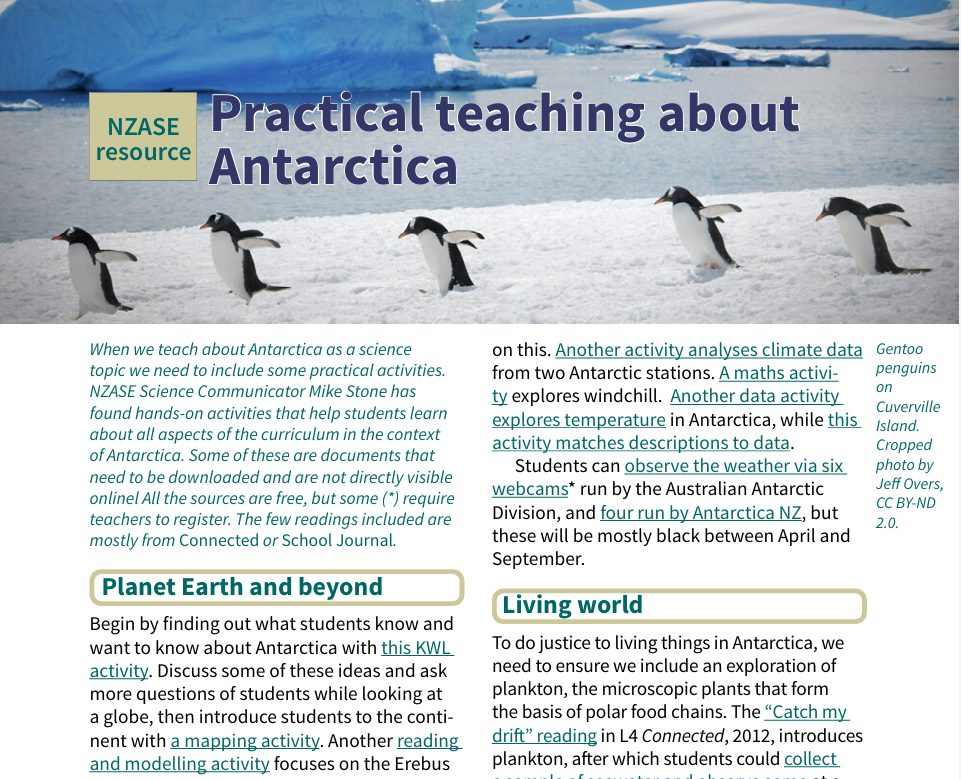 NZASE
resource
Practical teaching about
Antarctica
When we teach about Antarctica as a science
topic we need to include some practical activities.
NZASE Science Communicator Mike Stone has
found hands-on activities that help students learn
about all aspects of the curriculum in the context
of Antarctica. Some of these are documents that
need to be downloaded and are not directly visible
online! All the sources are free, but some (*) require
teachers to register. The few readings included are
mostly from Connected or School Journal.
Planet Earth and beyond
Begin by finding out what students know and
want to know about Antarctica with this KWL
activity. Discuss some of these ideas and ask
more questions of students while looking at
a globe, then introduce students to the conti-
nent with a mapping activity. Another reading
and modelling activity focuses on the Erebus
on this. Another activity analyses climate data
from two Antarctic stations. A maths activi-
ty explores windchill.  Another data activity
explores temperature in Antarctica, while this
activity matches descriptions to data.
Students can observe the weather via six
webcams* run by the Australian Antarctic
Division, and four run by Antarctica NZ, but
these will be mostly black between April and
September.
Living world
To do justice to living things in Antarctica, we
need to ensure we include an exploration of
plankton, the microscopic plants that form
the basis of polar food chains. The “Catch my
drift” reading in L4 Connected, 2012, introduces
plankton, after which students could collect
a sample of seawater and observe some at a
Gentoo
penguins
on
Cuverville
Island.
Cropped
photo by
Jeff Overs,
CC BY-ND
2.0.